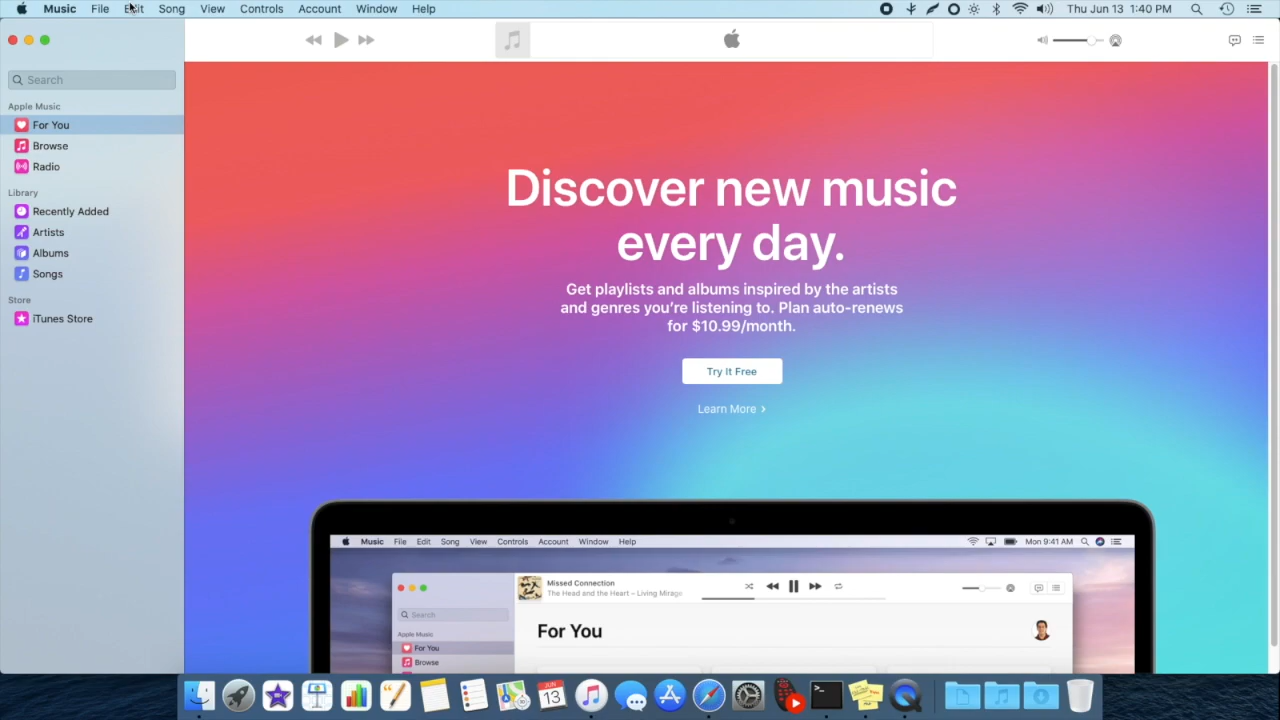 Music File Edit Song View Controls Account Window Help Thu Jun 13 1:40 PM
Search
Apple Music
For You
Browse
Radio
Library
Recently Added
Artists
Albums
Songs
Store
iTunes Store
Discover new music
every day.
Get playlists and albums inspired by the artists
and genres you're listening to. Plan auto-renews
for $10.99/month.
Try It Free
Learn More >
Music File Edit Song View Controls Account Window Help Mon 9:41 AM
Missed Connection
The Head and the Heart – Living Mirage
Search
Apple Music
For You
Browse
For You
JUN
13